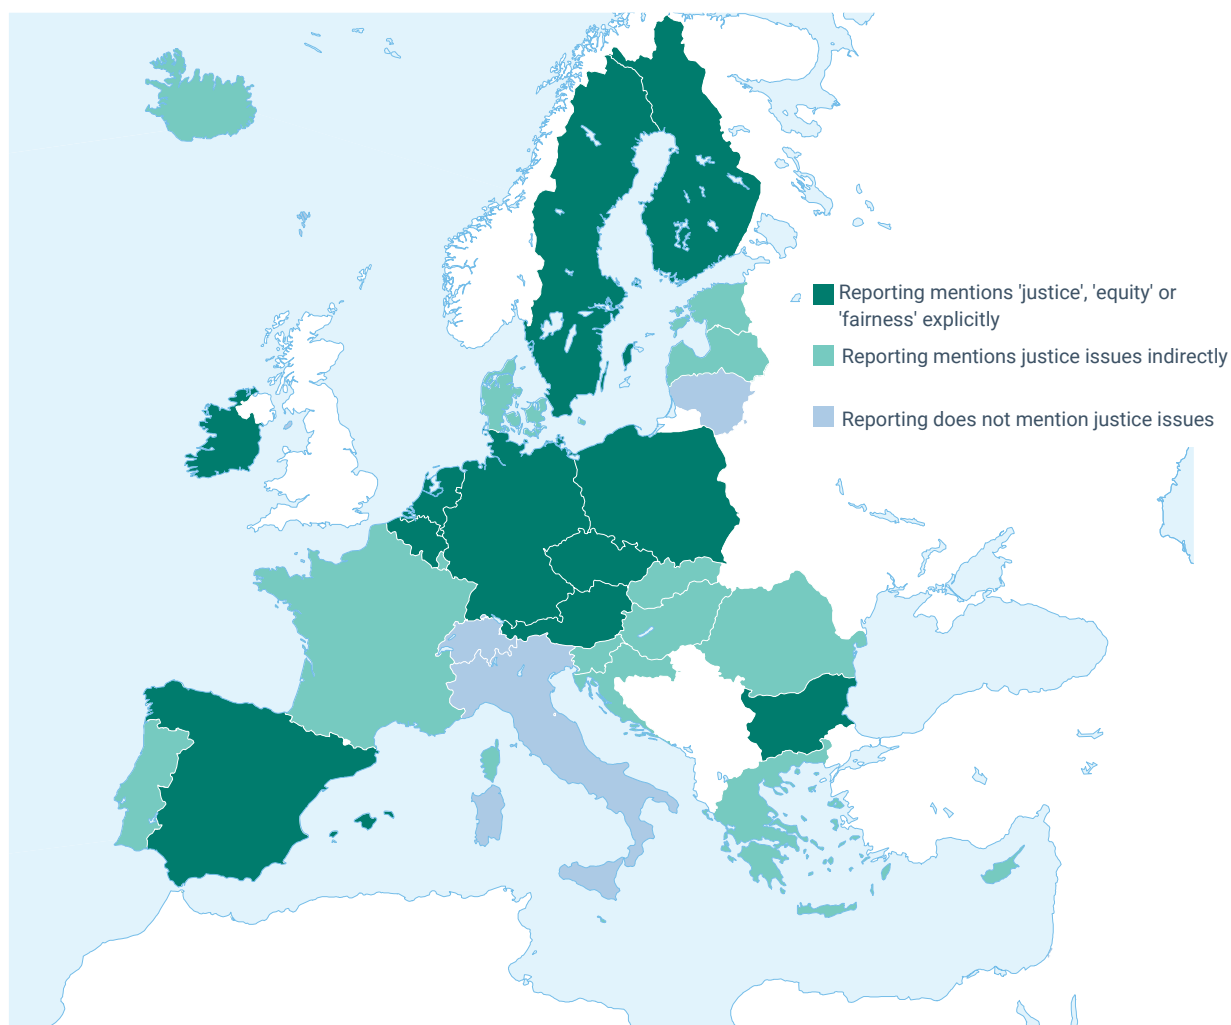 Reporting mentions 'justice', 'equity' or
'fairness' explicitly
Reporting mentions justice issues indirectly
Reporting does not mention justice issues